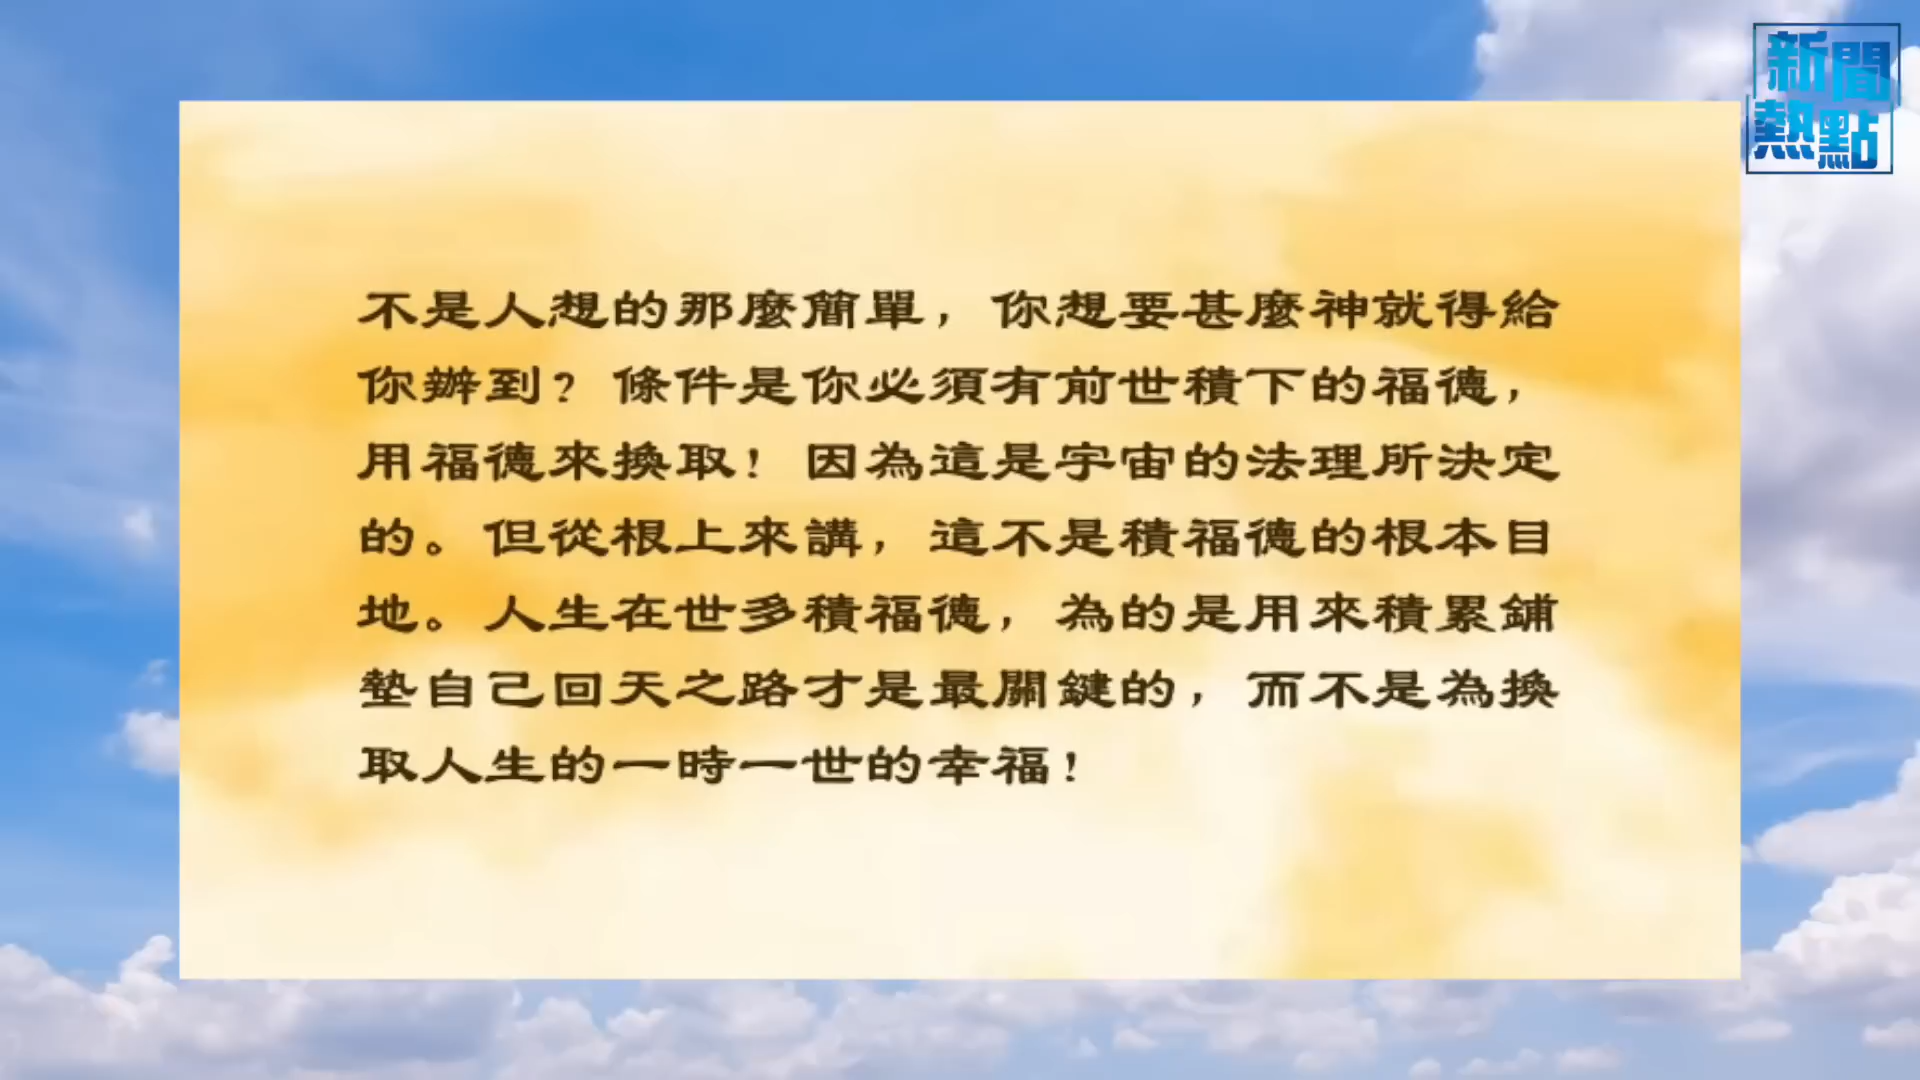 新聞
熱點
不是人想的那麼簡單，你想要甚麼神就得給
你辦到？條件是你必須有前世積下的福德，
用福德來換取！因為這是宇宙的法理所決定
的。但從根上來講，這不是積福德的根本目
地。人生在世多積福德，為的是用來積累鋪
墊自己回天之路才是最關鍵的，而不是為換
取人生的一時一世的幸福！